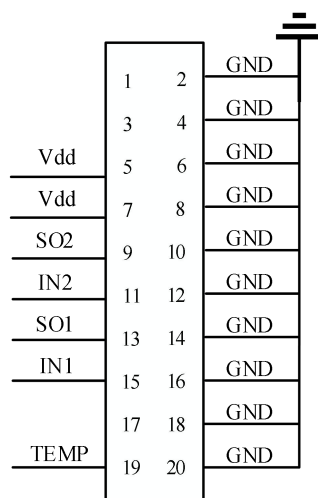 1 2 GND
3 4 GND
Vdd 5 6 GND
Vdd 7 8 GND
SO2 9 10 GND
IN2 11 12 GND
SO1 13 14 GND
IN1 15 16 GND
17 18 GND
TEMP 19 20 GND